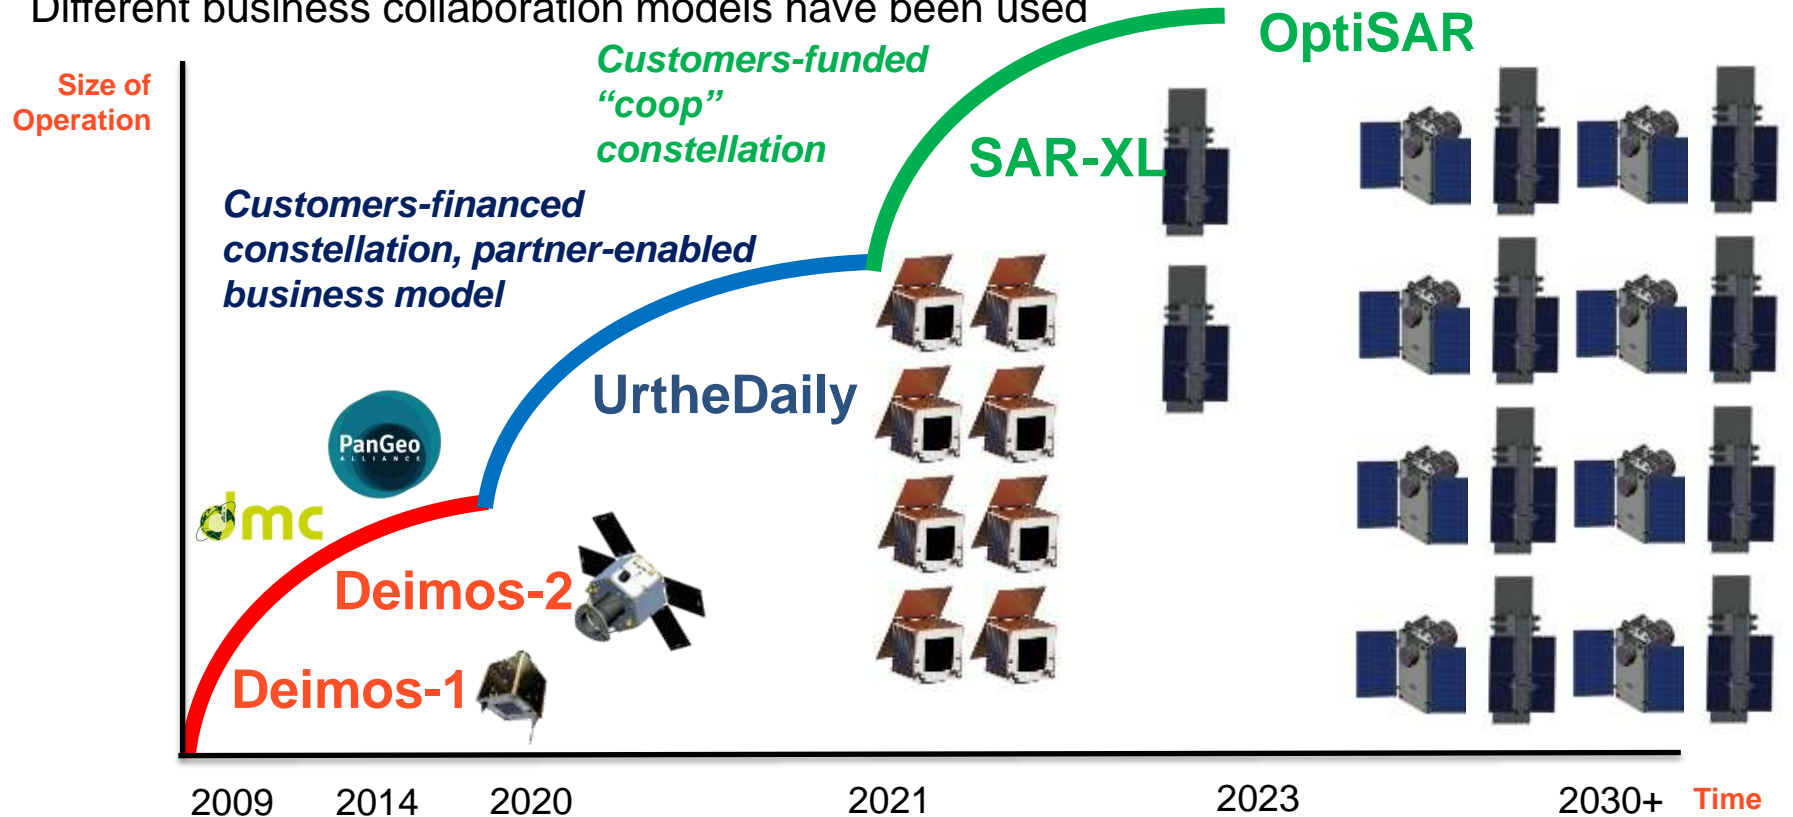 Different business collaboration models have been used
OptiSAR
Customers-funded
“coop”
constellation
Size of
Operation
SAR-XL
Customers-financed
constellation, partner-enabled
business model
UrtheDaily
PanGeo
ALLIANCE
dmc
Deimos-2
Deimos-1
2009 2014 2020 2021 2023 2030+ Time